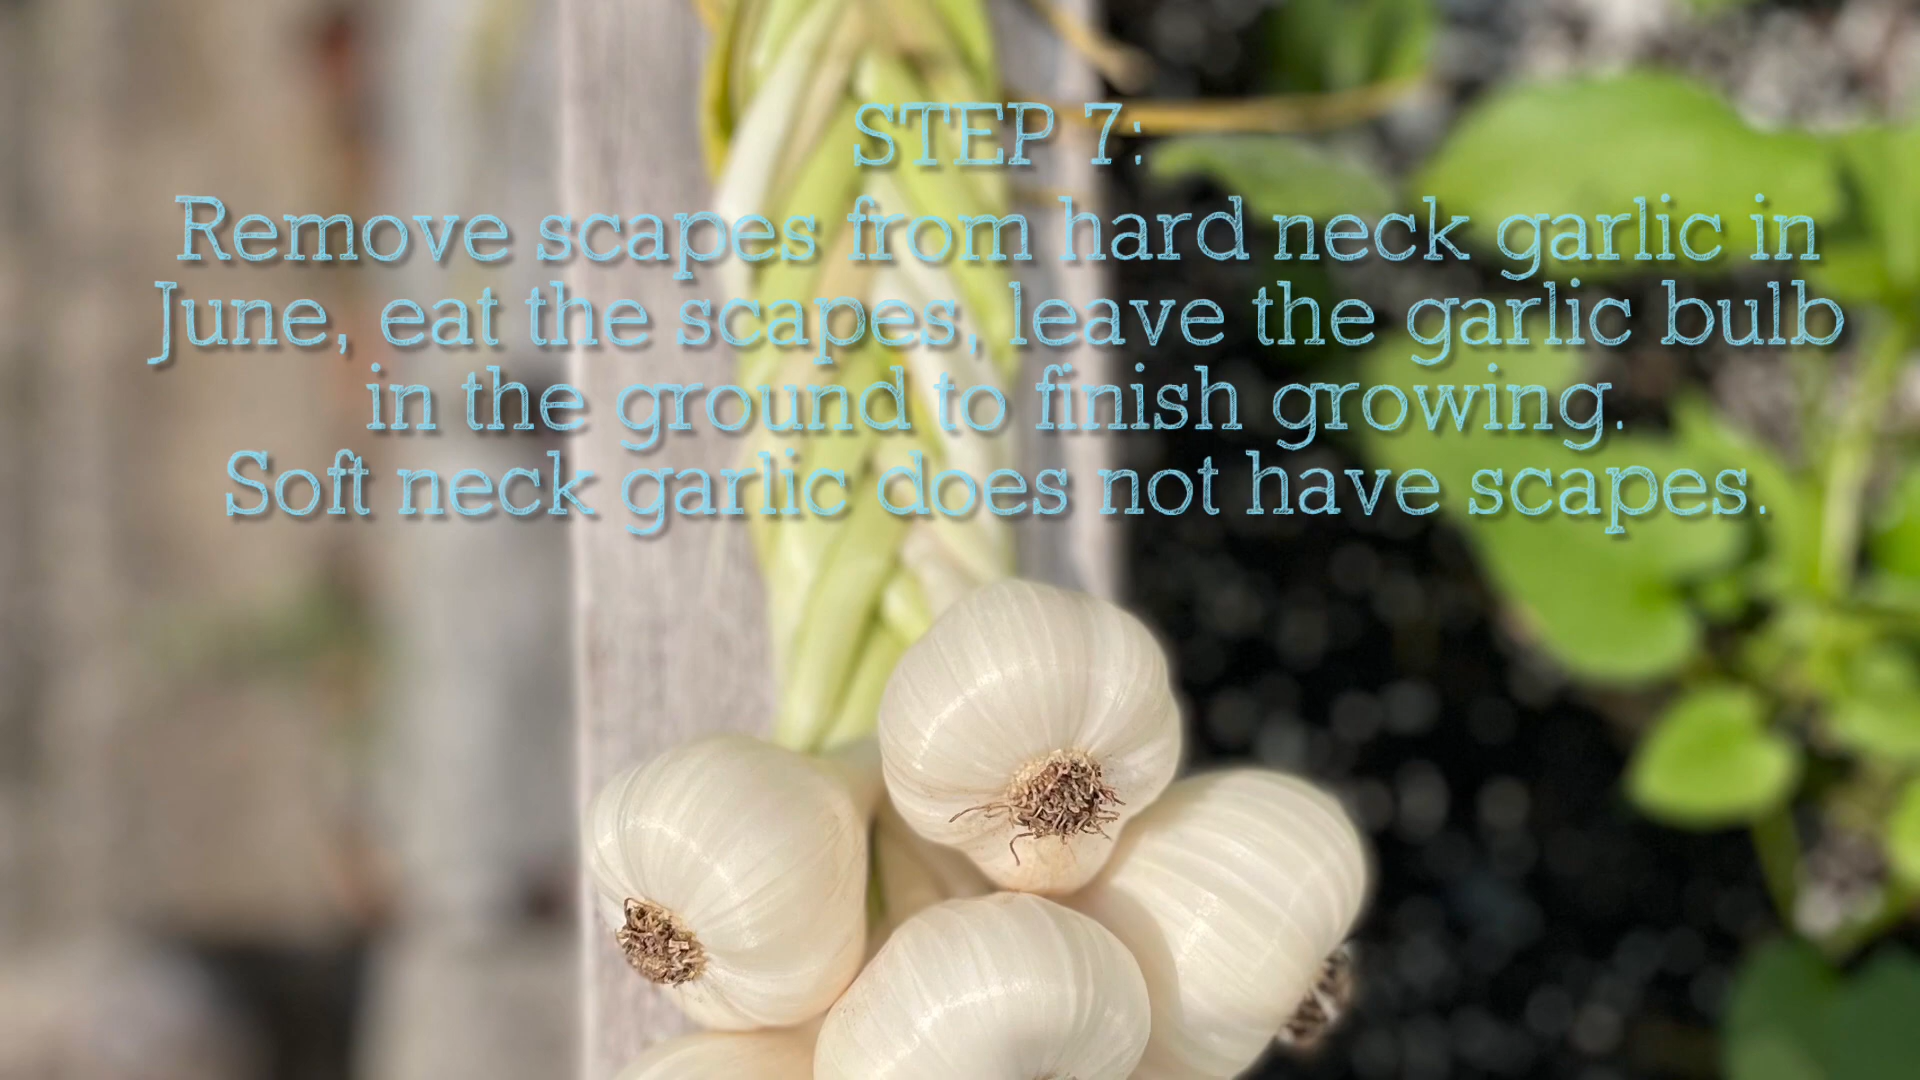 STEP 7:
Remove scapes from hard neck garlic in
June, eat the scapes, leave the garlic bulb
in the ground to finish growing.
Soft neck garlic does not have scapes.